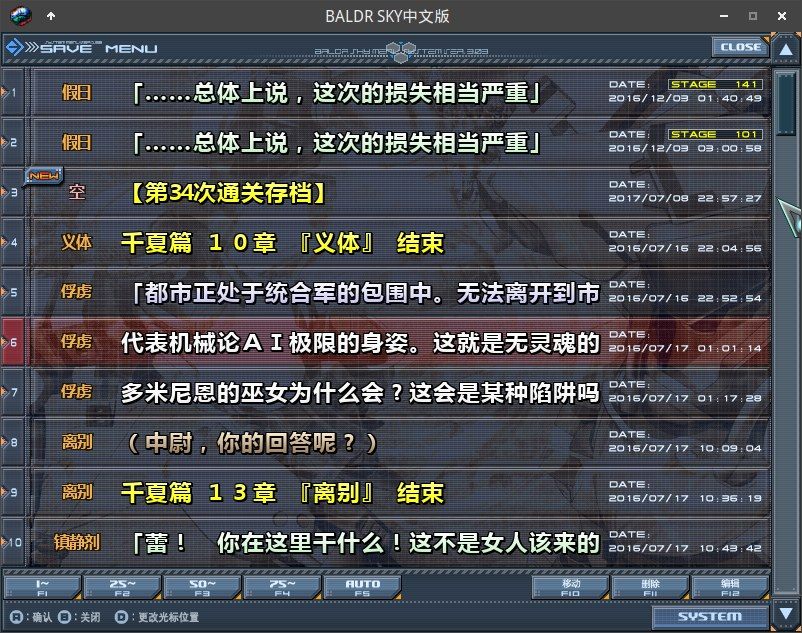 BALDR SKY中文版
SAVE MENU
CLOSE
1 假日 「……总体上说，这次的损失相当严重」 DATE: STAGE 141
2016/12/03 01:40:49
2 假日 「……总体上说，这次的损失相当严重」 DATE: STAGE 101
2016/12/03 03:00:58
NEW
3 空 【第34次通关存档】 DATE:
2017/07/08 22:57:27
4 义体 千夏篇 １０章 『义体』 结束 DATE:
2016/07/16 22:04:56
5 俘虏 「都市正处于统合军的包围中。无法离开到市 DATE:
2016/07/16 22:52:54
6 俘虏 代表机械论ＡＩ极限的身姿。这就是无灵魂的 DATE:
2016/07/17 01:01:14
7 俘虏 多米尼恩的巫女为什么会？这会是某种陷阱吗 DATE:
2016/07/17 01:17:28
8 离别 （中尉，你的回答呢？） DATE:
2016/07/17 10:09:04
9 离别 千夏篇 １３章 『离别』 结束 DATE:
2016/07/17 10:36:19
10 镇静剂 「蕾！　你在这里干什么！这不是女人该来的 DATE:
2016/07/17 10:43:42
1~ 25~ 50~ 75~ AUTO 移动 删除 编辑
F1 F2 F3 F4 F5 F10 F11 F12
A：确认 B：关闭 D：更改光标位置 SYSTEM